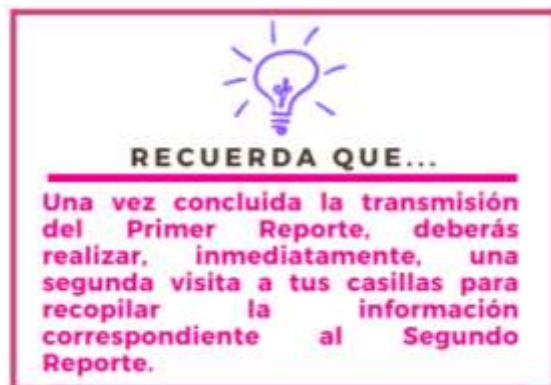 RECUERDA QUE...
Una vez concluida la transmisión
del Primer Reporte, deberás
realizar, inmediatamente, una
segunda visita a tus casillas para
recopilar la información
correspondiente al Segundo
Reporte.